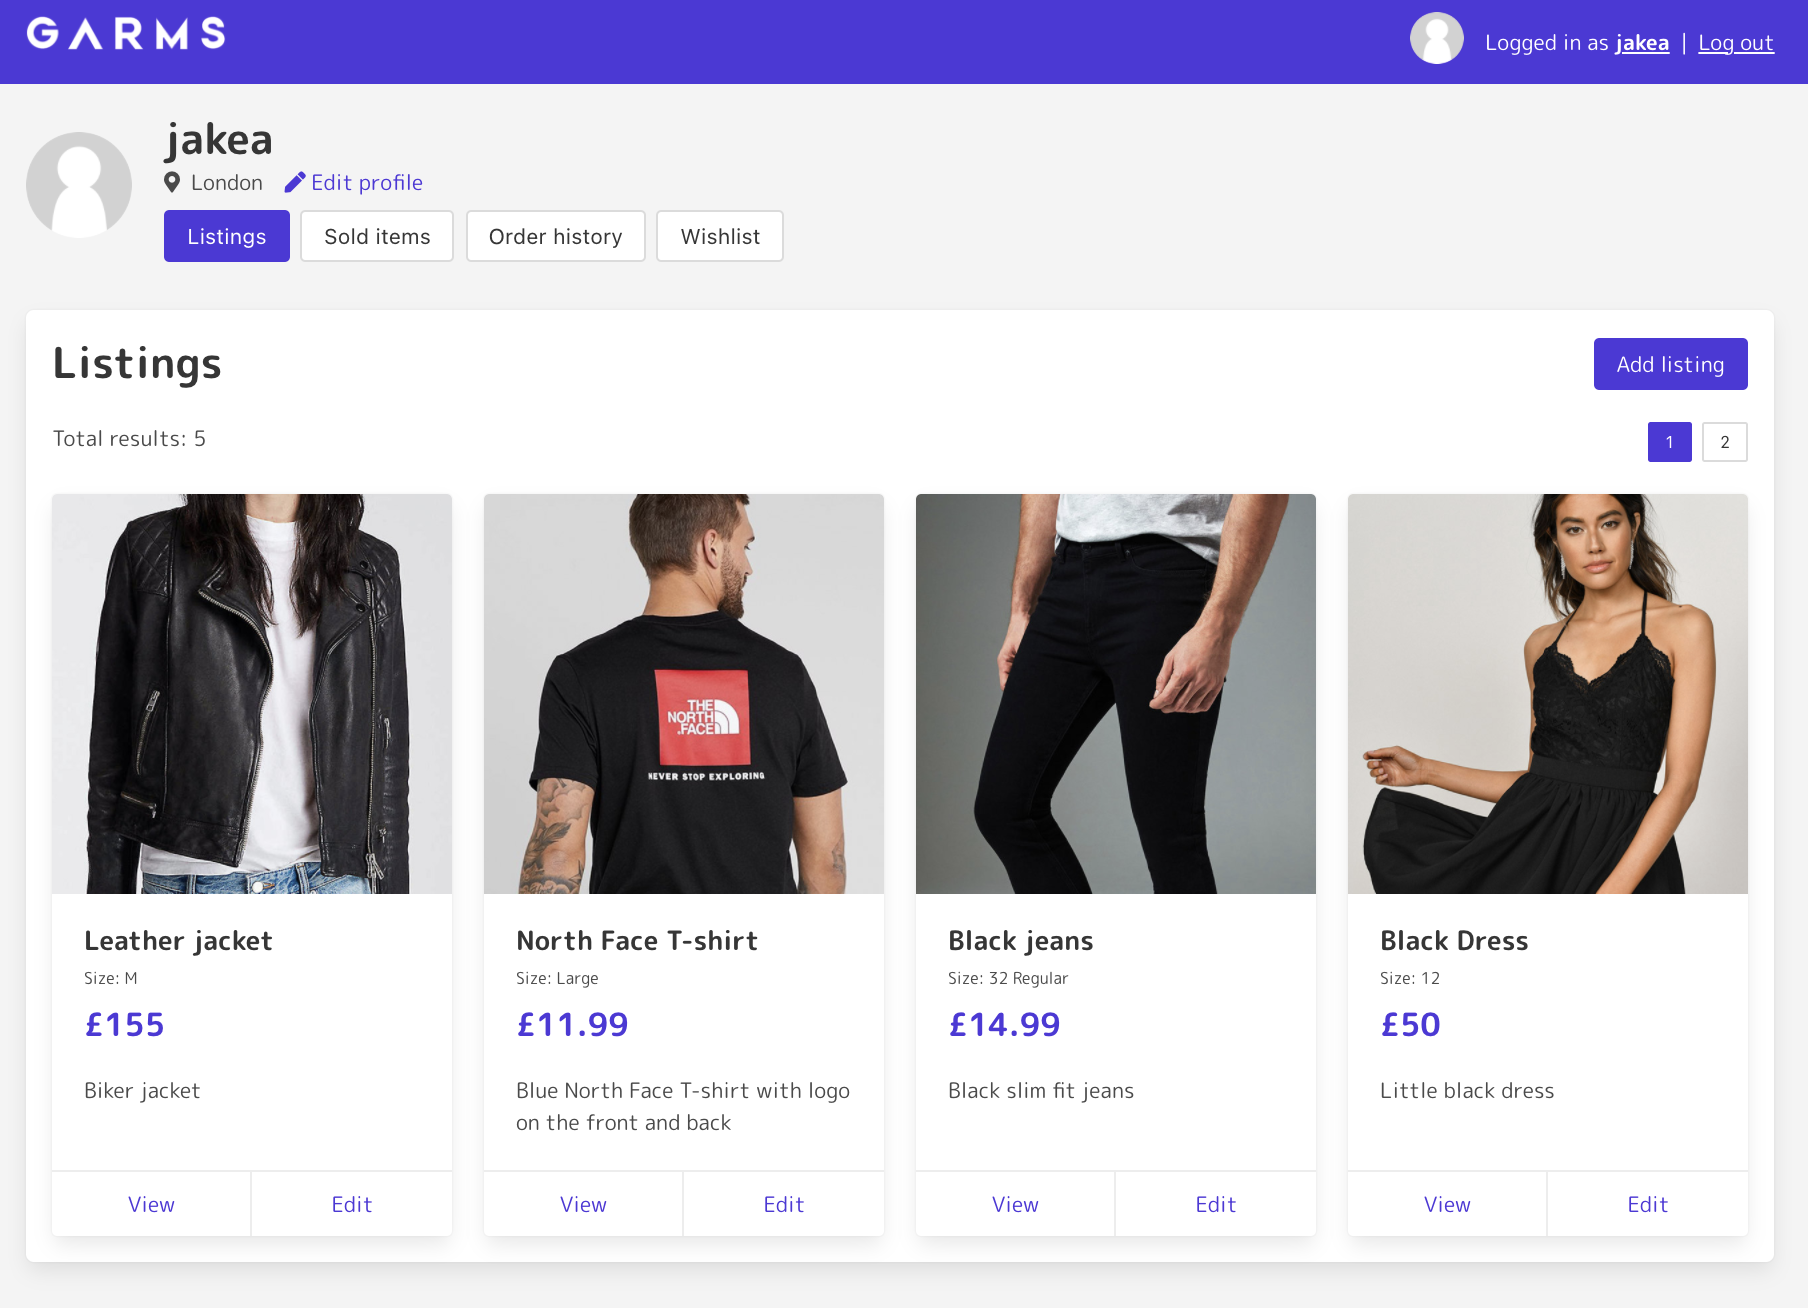 GARMS
Logged in as jakea | Log out
jakea
London Edit profile
Listings Sold items Order history Wishlist
Listings
Add listing
Total results: 5
1 2
THE
NORTH
FACE
NEVER STOP EXPLORING
Leather jacket
Size: M
£155
Biker jacket
View Edit
North Face T-shirt
Size: Large
£11.99
Blue North Face T-shirt with logo
on the front and back
View Edit
Black jeans
Size: 32 Regular
£14.99
Black slim fit jeans
View Edit
Black Dress
Size: 12
£50
Little black dress
View Edit